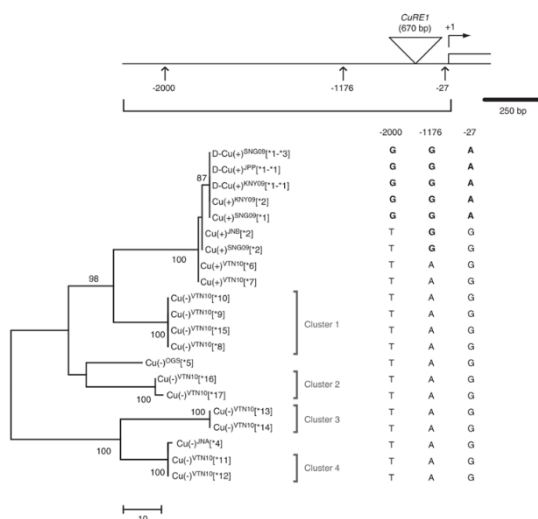 CuRE1
(670 bp)
+1
-2000 -1176 -27
250 bp
-2000 -1176 -27
D-Cu(+)SNG09[*1-*3] G G A
87
D-Cu(+)JPP[*1-*1] G G A
D-Cu(+)KNY09[*1-*1] G G A
Cu(+)KNY09[*2] G G A
Cu(+)SNG09[*1] G G A
Cu(+)JNB[*2] T G G
100 Cu(+)SNG09[*2] T G G
Cu(+)VTN10[*6] T A G
98 Cu(+)VTN10[*7] T A G
Cu(-)VTN10[*10] T A G
Cu(-)VTN10[*9] T A G
Cluster 1
Cu(-)VTN10[*15] T A G
100 Cu(-)VTN10[*8] T A G
Cu(-)OGS[*5] T A G
Cu(-)VTN10[*16] T A G
Cluster 2
100 Cu(-)VTN10[*17] T A G
100 Cu(-)VTN10[*13] T A G
Cluster 3
Cu(-)VTN10[*14] T A G
100 Cu(-)JNA[*4] T A G
Cu(-)VTN10[*11] T A G
Cluster 4
100 Cu(-)VTN10[*12] T A G
10